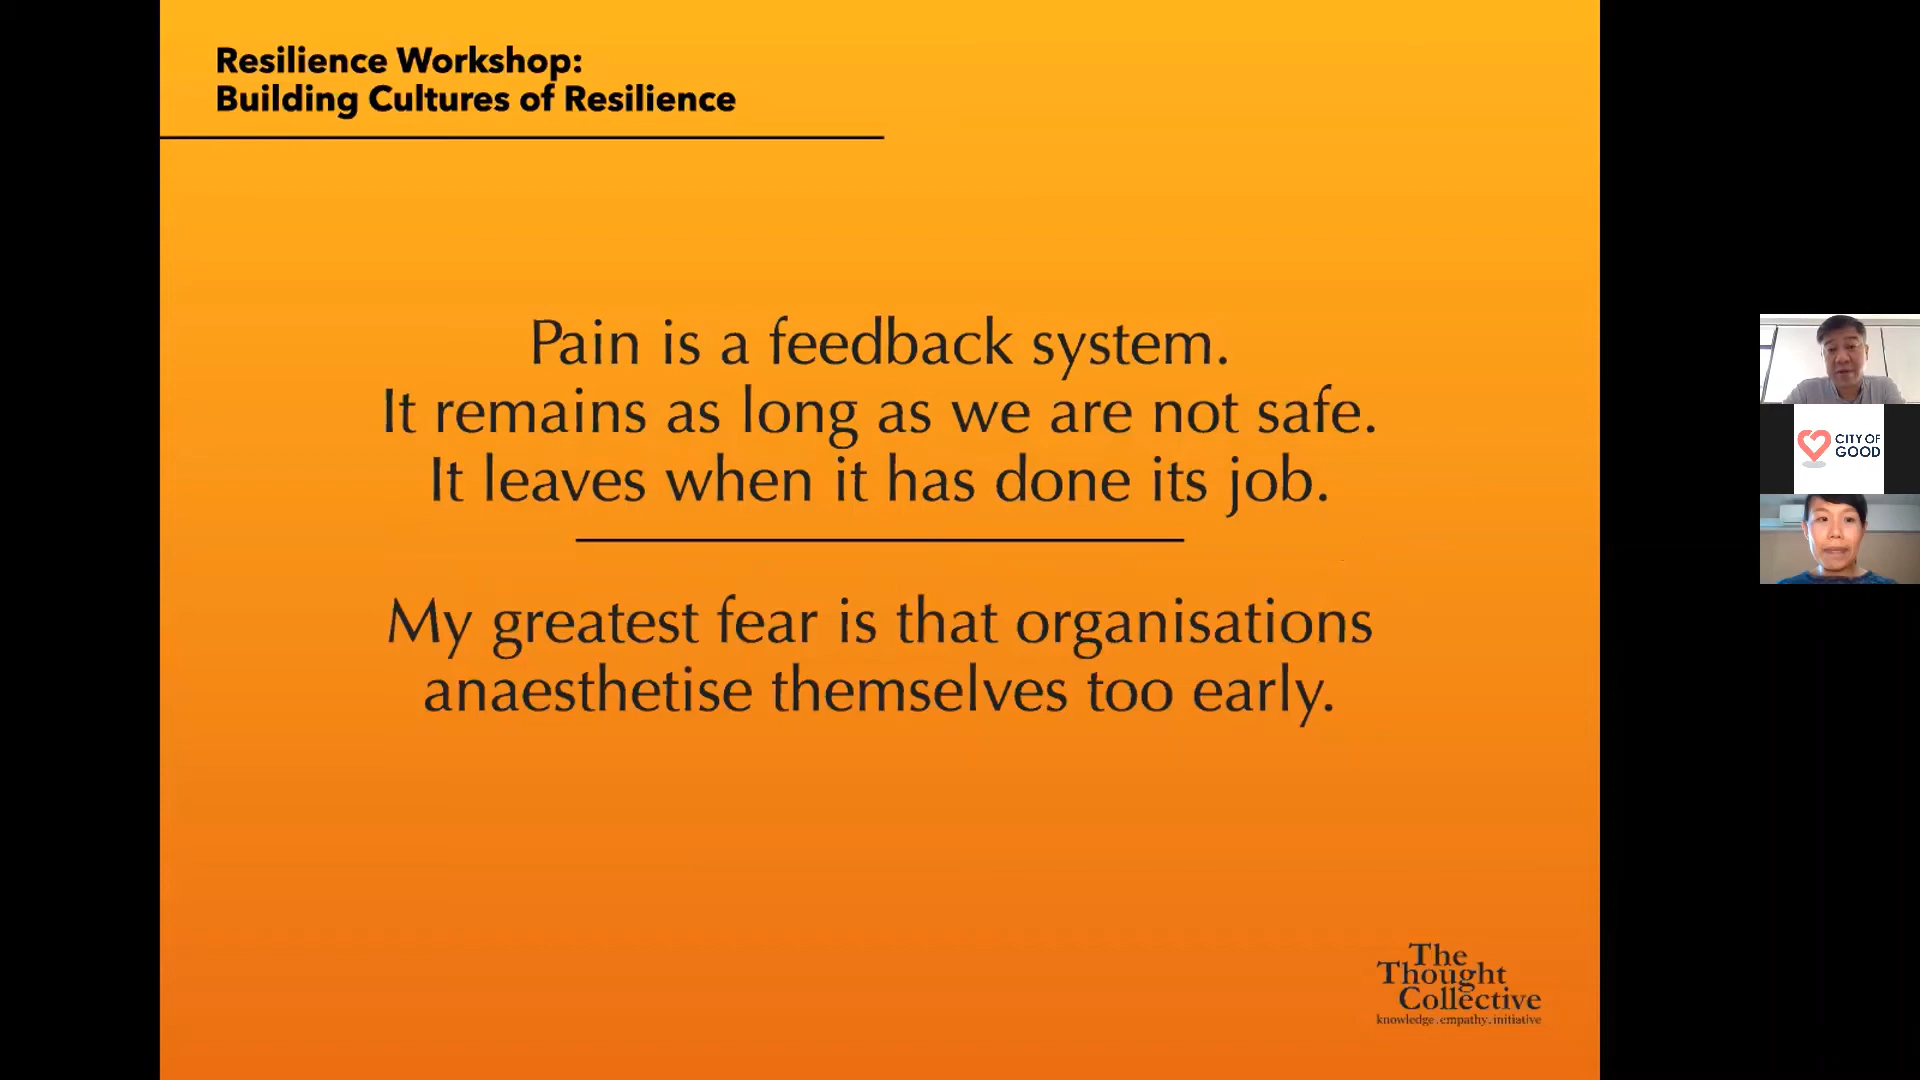 Resilience Workshop:
Building Cultures of Resilience
Pain is a feedback system.
It remains as long as we are not safe.
It leaves when it has done its job.
My greatest fear is that organisations
anaesthetise themselves too early.
CITY OF
GOOD
The
Thought
Collective
knowledge.empathy.initiative